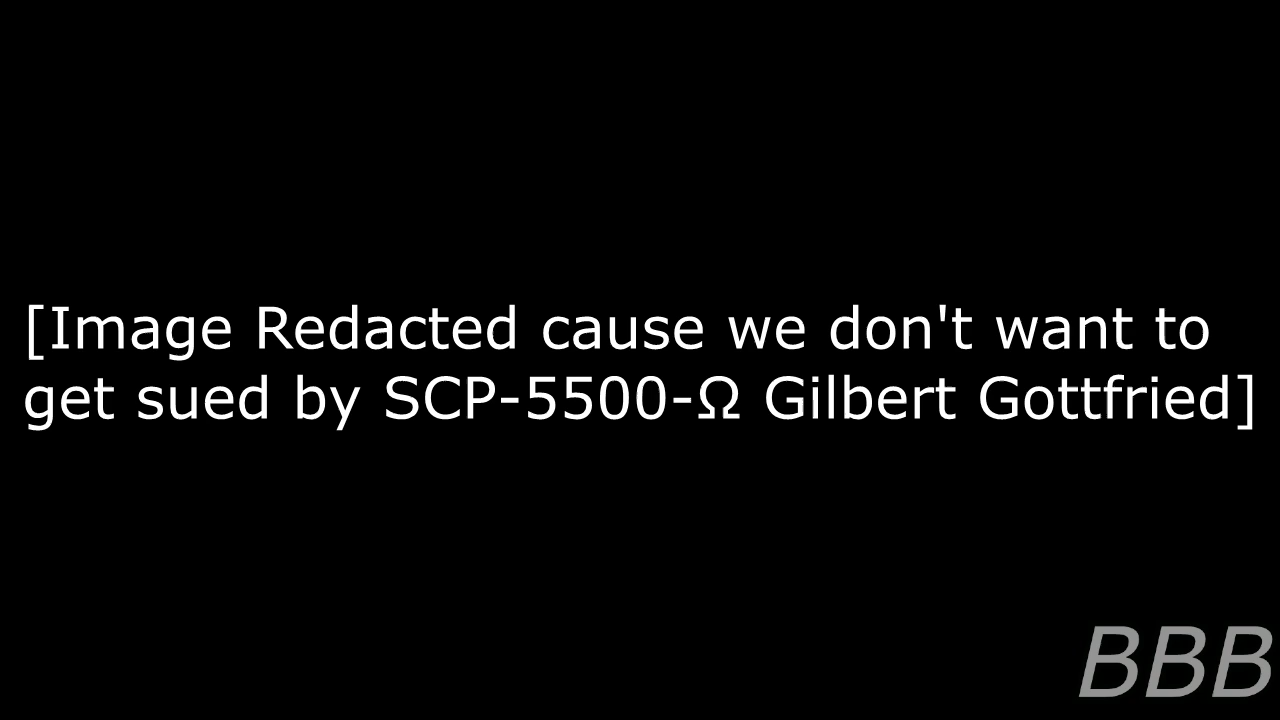 [Image Redacted cause we don't want to
get sued by SCP-5500-Ω Gilbert Gottfried]
BBB